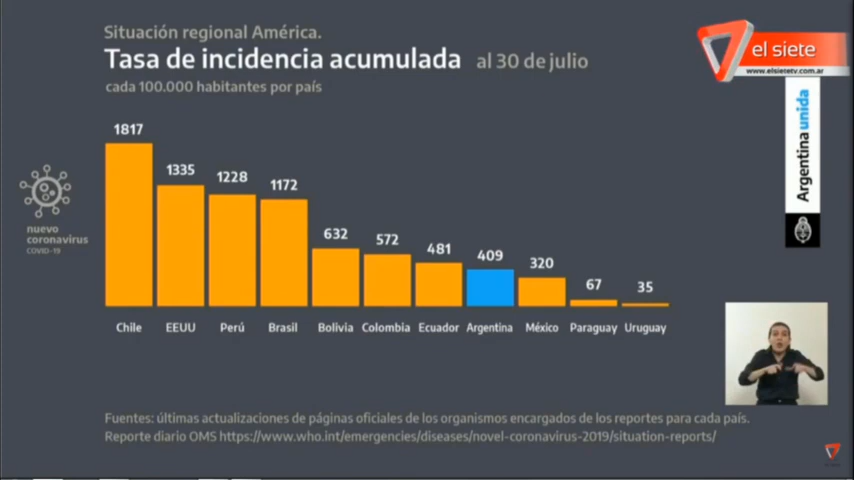 Situación regional América.
Tasa de incidencia acumulada al 30 de julio
cada 100.000 habitantes por país
el siete
www.elsietetv.com.ar
Argentina unida
nuevo
coronavirus
COVID-19
1817
1335
1228
1172
632
572
481
409
320
67
35
Chile EEUU Perú Brasil Bolivia Colombia Ecuador Argentina México Paraguay Uruguay
Fuentes: últimas actualizaciones de páginas oficiales de los organismos encargados de los reportes para cada país.
Reporte diario OMS https://www.who.int/emergencies/diseases/novel-coronavirus-2019/situation-reports/